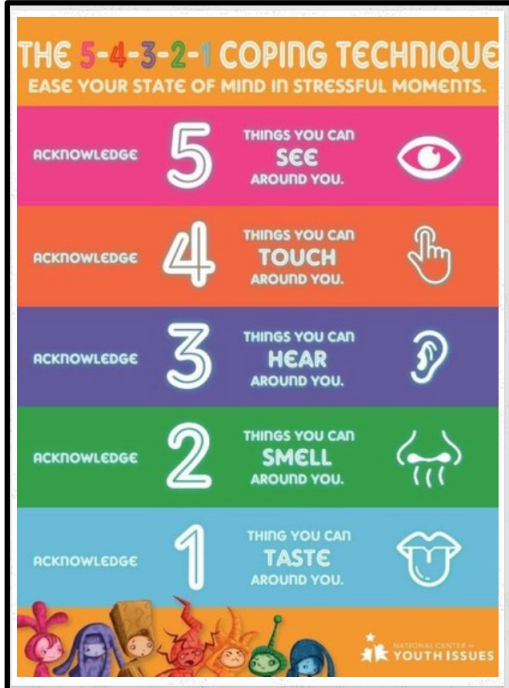 THE 5-4-3-2-1 COPING TECHNIQUE
EASE YOUR STATE OF MIND IN STRESSFUL MOMENTS.
ACKNOWLEDGE
5
THINGS YOU CAN
SEE
AROUND YOU.
ACKNOWLEDGE
4
THINGS YOU CAN
TOUCH
AROUND YOU.
ACKNOWLEDGE
3
THINGS YOU CAN
HEAR
AROUND YOU.
ACKNOWLEDGE
2
THINGS YOU CAN
SMELL
AROUND YOU.
ACKNOWLEDGE
1
THING YOU CAN
TASTE
AROUND YOU.
NATIONAL CENTER for
YOUTH ISSUES